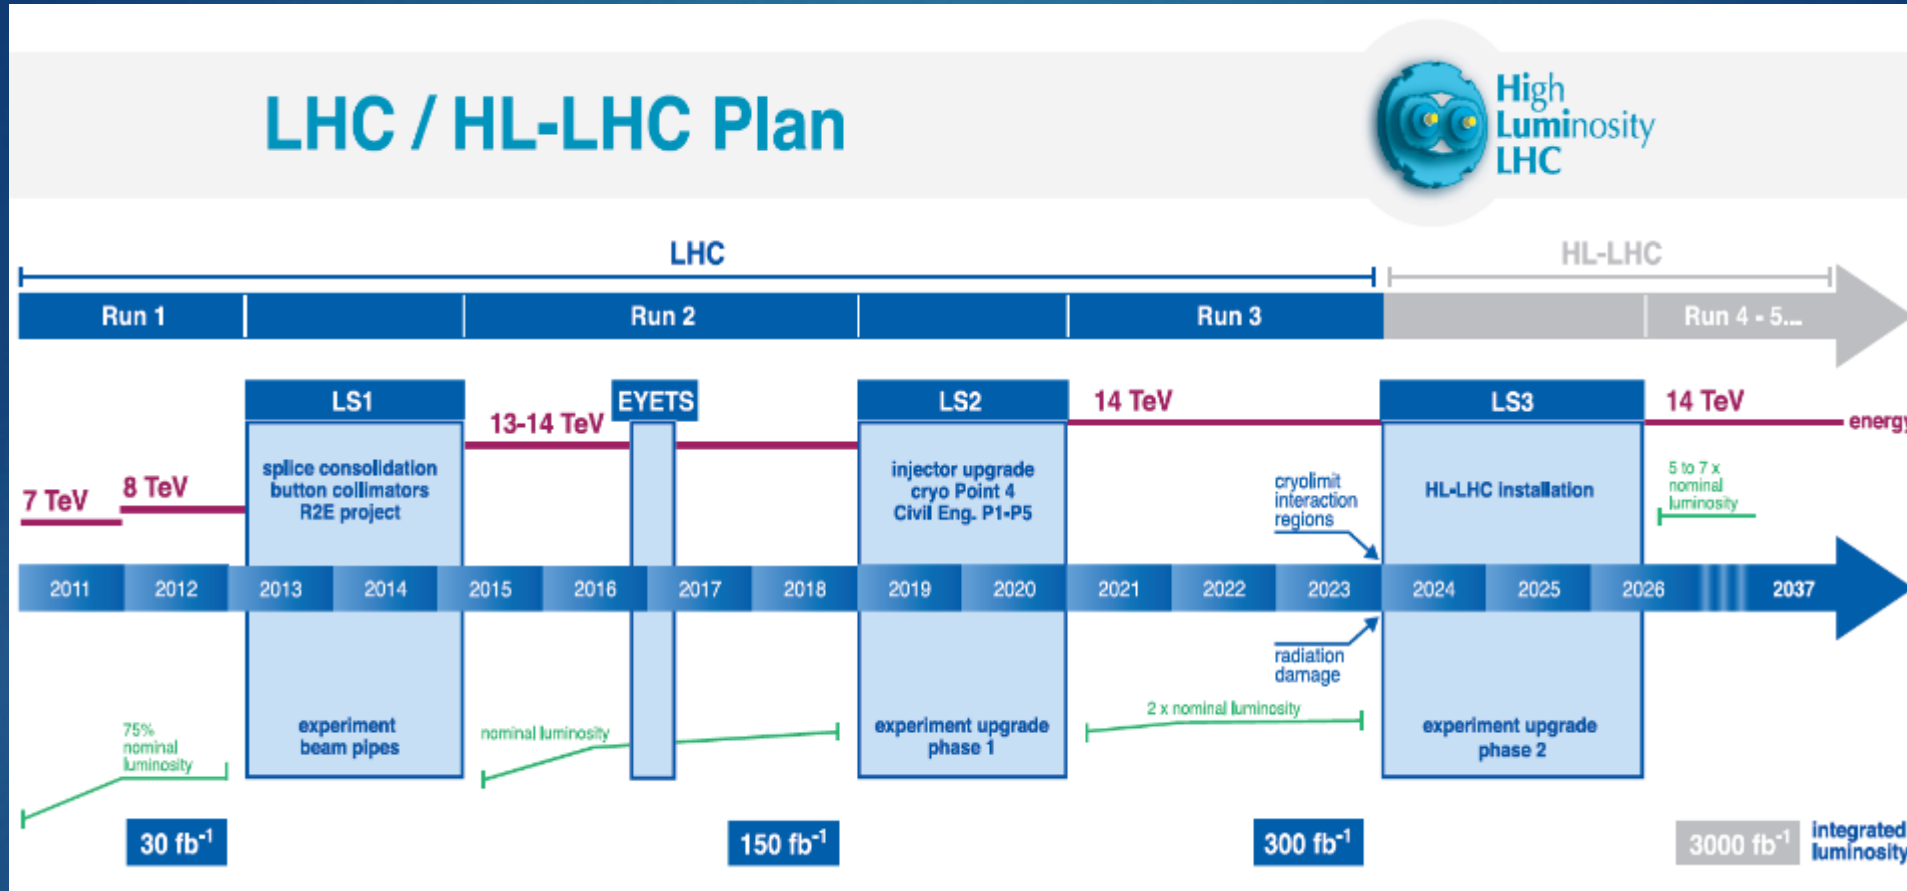 LHC / HL-LHC Plan
High
Luminosity
LHC
LHC
HL-LHC
Run 1
Run 2
Run 3
Run 4 - 5...
LS1
EYETS
LS2
LS3
7 TeV
8 TeV
13-14 TeV
14 TeV
14 TeV
energy
splice consolidation
button collimators
R2E project
injector upgrade
cryo Point 4
Civil Eng. P1-P5
cryolimit
interaction
regions
HL-LHC installation
5 to 7 x
nominal
luminosity
2011 2012 2013 2014 2015 2016 2017 2018 2019 2020 2021 2022 2023 2024 2025 2026 2037
radiation
damage
75%
nominal
luminosity
experiment
beam pipes
nominal luminosity
experiment upgrade
phase 1
2 x nominal luminosity
experiment upgrade
phase 2
30 fb⁻¹
150 fb⁻¹
300 fb⁻¹
3000 fb⁻¹
integrated
luminosity